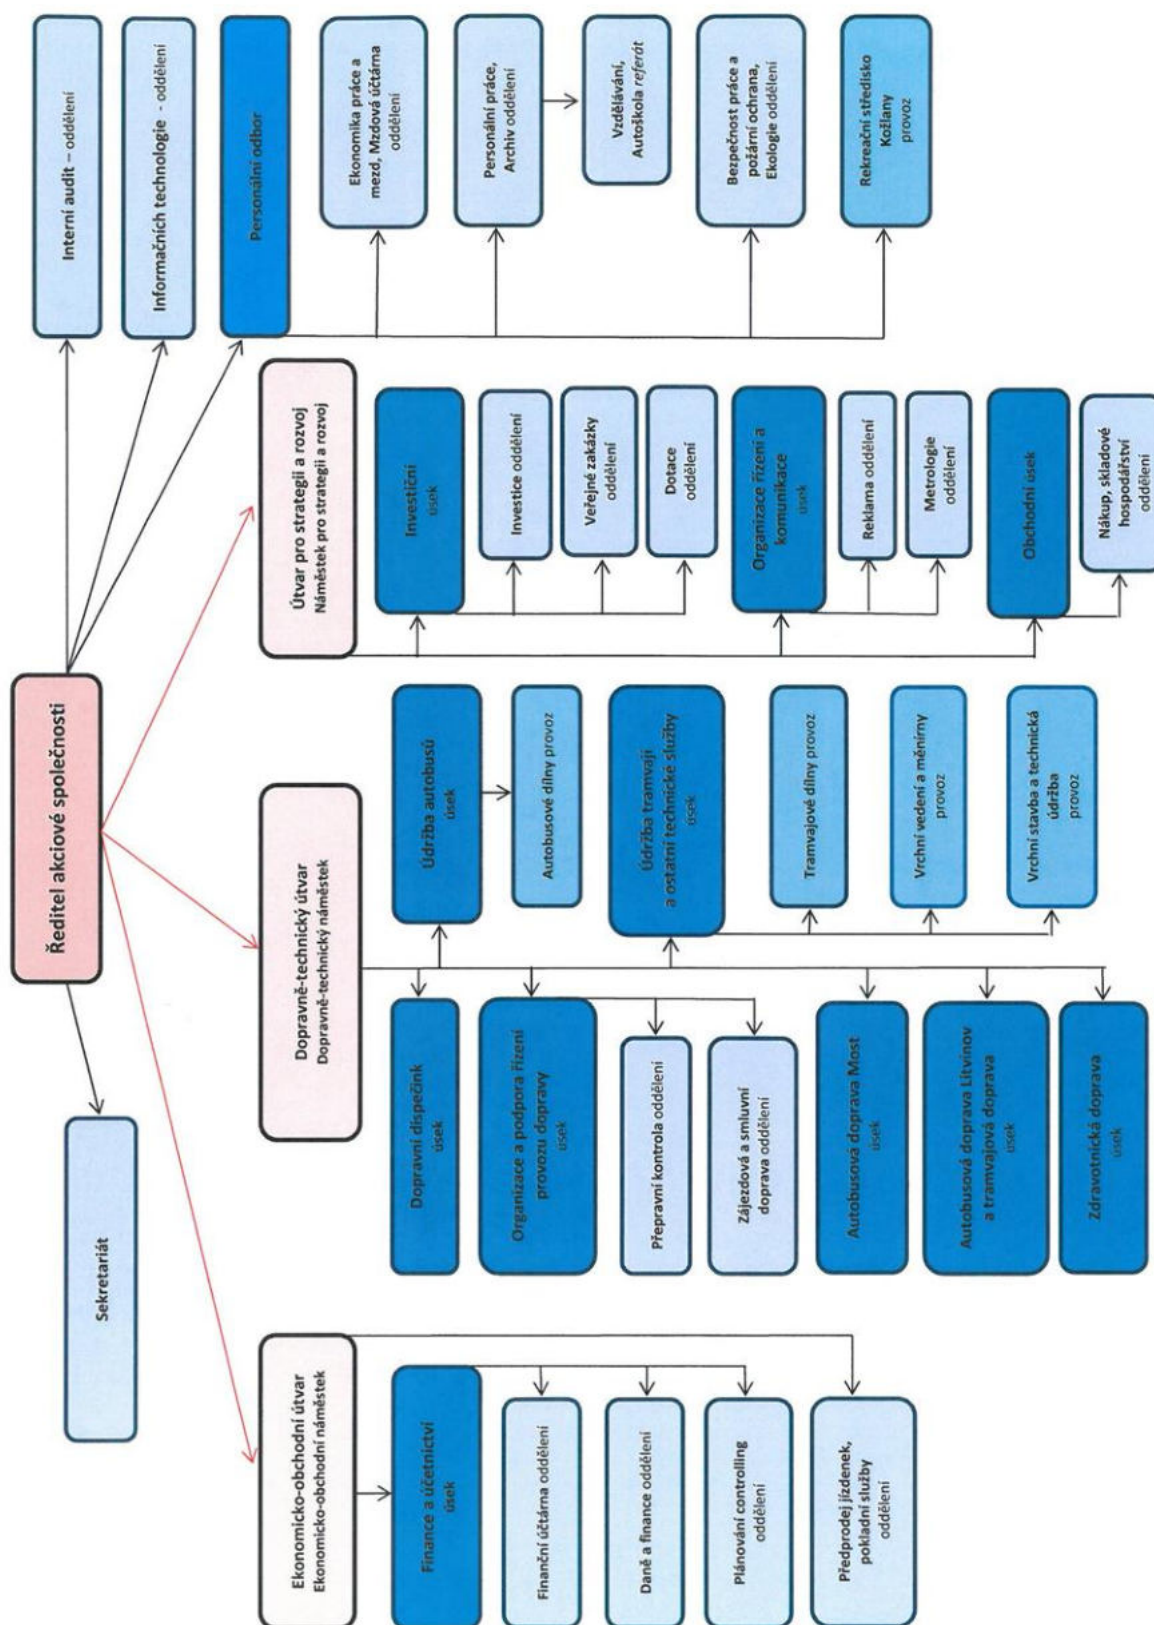 Ředitel akciové společnosti
Sekretariát
Interní audit – oddělení
Informačních technologie - oddělení
Personální odbor
Ekonomika práce a
mezd, Mzdová účtárna
oddělení
Personální práce,
Archiv oddělení
Vzdělávání,
Autoškola referát
Bezpečnost práce a
požární ochrana,
Ekologie oddělení
Rekreační středisko
Kožlany
provoz
Ekonomicko-obchodní útvar
Ekonomicko-obchodní náměstek
Finance a účetnictví
úsek
Finanční účtárna oddělení
Daně a finance oddělení
Plánování controlling
oddělení
Předprodej jízdenek,
pokladní služby
oddělení
Dopravně-technický útvar
Dopravně-technický náměstek
Dopravní dispečink
úsek
Organizace a podpora řízení
provozu dopravy
úsek
Přepravní kontrola oddělení
Zájezdová a smluvní
doprava oddělení
Autobusová doprava Most
úsek
Autobusová doprava Litvínov
a tramvajová doprava
úsek
Zdravotnická doprava
úsek
Údržba autobusů
úsek
Autobusové dílny provoz
Údržba tramvají
a ostatní technické služby
úsek
Tramvajové dílny provoz
Vrchní vedení a měnírny
provoz
Vrchní stavba a technická
údržba
provoz
Útvar pro strategii a rozvoj
Náměstek pro strategii a rozvoj
Investiční
úsek
Investice oddělení
Veřejné zakázky
oddělení
Dotace
oddělení
Organizace řízení a
komunikace
úsek
Reklama oddělení
Metrologie
oddělení
Obchodní úsek
Nákup, skladové
hospodářství
oddělení